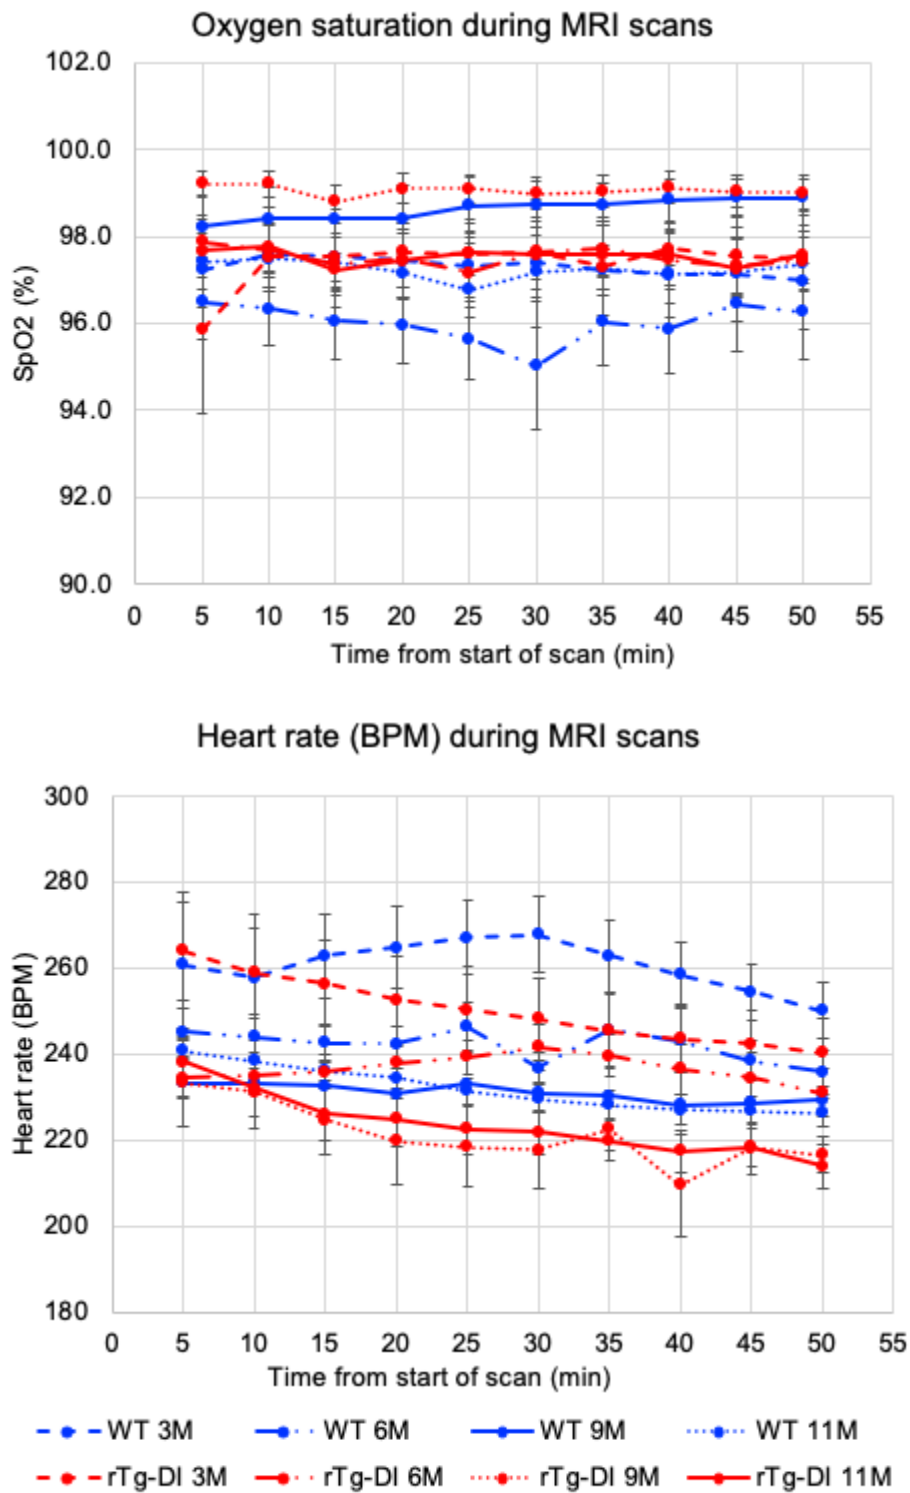 Oxygen saturation during MRI scans
102.0
100.0
98.0
96.0
94.0
92.0
90.0
SpO2 (%)
0 5 10 15 20 25 30 35 40 45 50 55
Time from start of scan (min)
Heart rate (BPM) during MRI scans
300
280
260
240
220
200
180
Heart rate (BPM)
0 5 10 15 20 25 30 35 40 45 50 55
Time from start of scan (min)
WT 3M WT 6M WT 9M WT 11M
rTg-DI 3M rTg-DI 6M rTg-DI 9M rTg-DI 11M